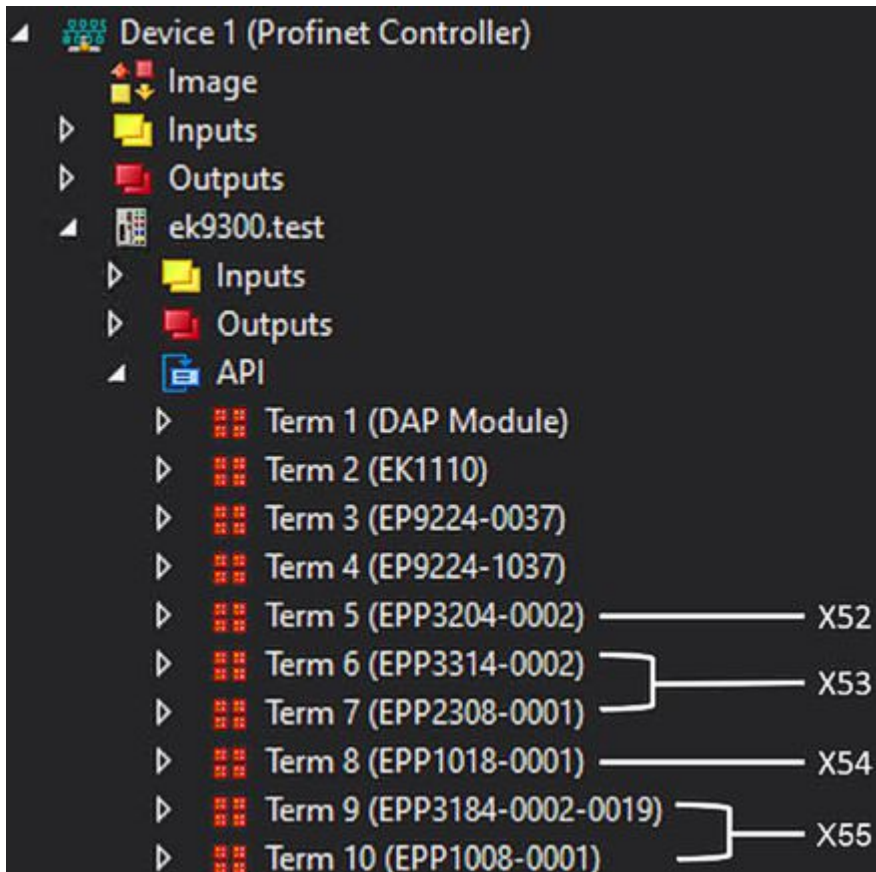 Device 1 (Profinet Controller)
Image
Inputs
Outputs
ek9300.test
Inputs
Outputs
API
Term 1 (DAP Module)
Term 2 (EK1110)
Term 3 (EP9224-0037)
Term 4 (EP9224-1037)
Term 5 (EPP3204-0002) X52
Term 6 (EPP3314-0002)
X53
Term 7 (EPP2308-0001)
Term 8 (EPP1018-0001) X54
Term 9 (EPP3184-0002-0019)
X55
Term 10 (EPP1008-0001)